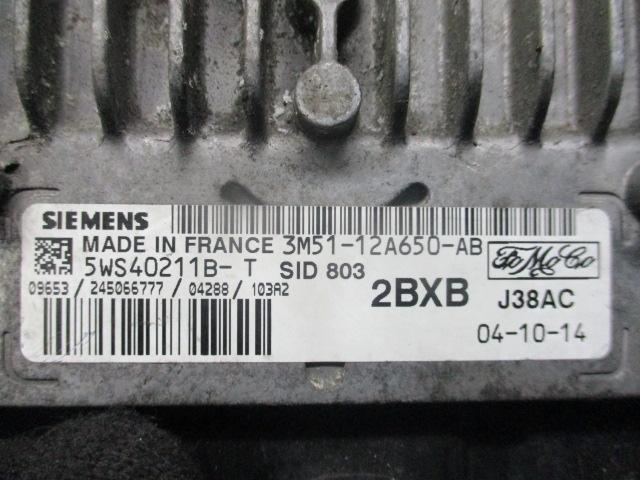 SIEMENS
MADE IN FRANCE 3M51-12A650-AB
5WS40211B- T SID 803
FoMoCo
09653 / 245066777 / 04288 / 103A2
2BXB J38AC
04-10-14